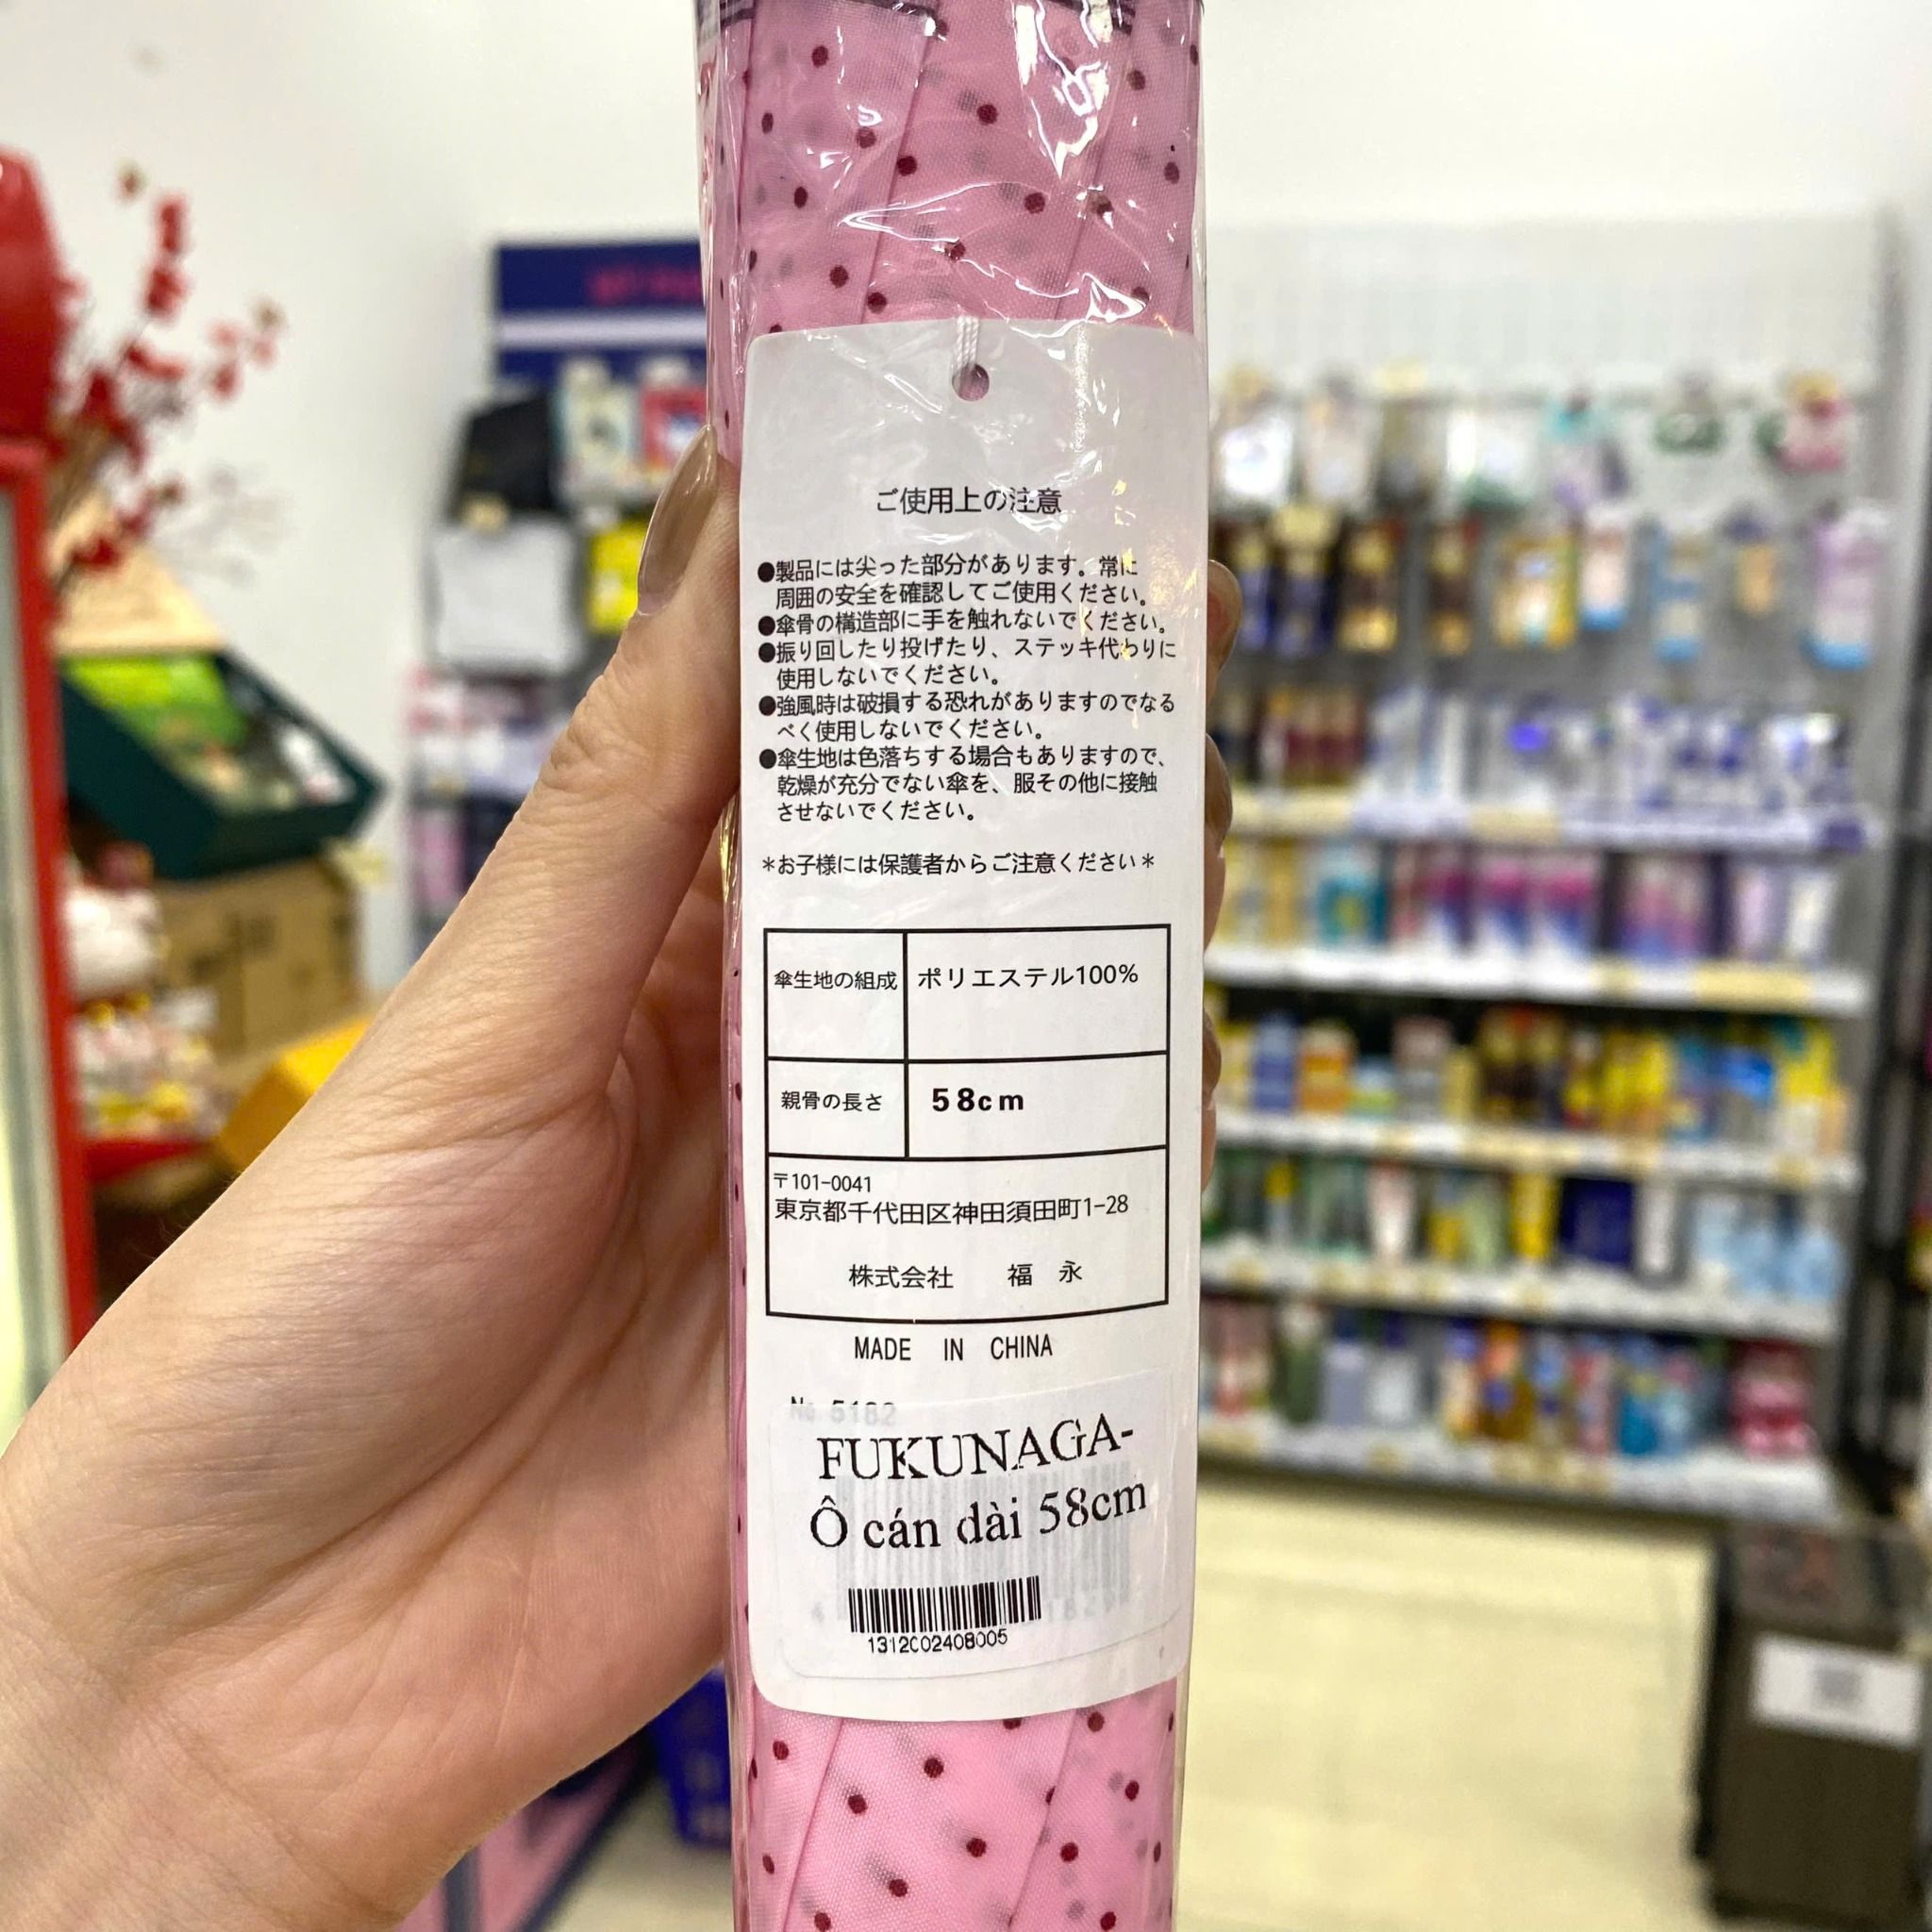 ご使用上の注意
●製品には尖った部分があります。常に
周囲の安全を確認してご使用ください。
●傘骨の構造部に手を触れないでください。
●振り回したり投げたり、ステッキ代わりに
使用しないでください。
●強風時は破損する恐れがありますのでなる
べく使用しないでください。
●傘生地は色落ちする場合もありますので、
乾燥が充分でない傘を、服その他に接触
させないでください。
*お子様には保護者からご注意ください*
傘生地の組成 ポリエステル100%
親骨の長さ 58cm
〒101-0041
東京都千代田区神田須田町1-28
株式会社 福 永
MADE IN CHINA
№ 5182
FUKUNAGA-
Ô cán dài 58cm
1312002408005